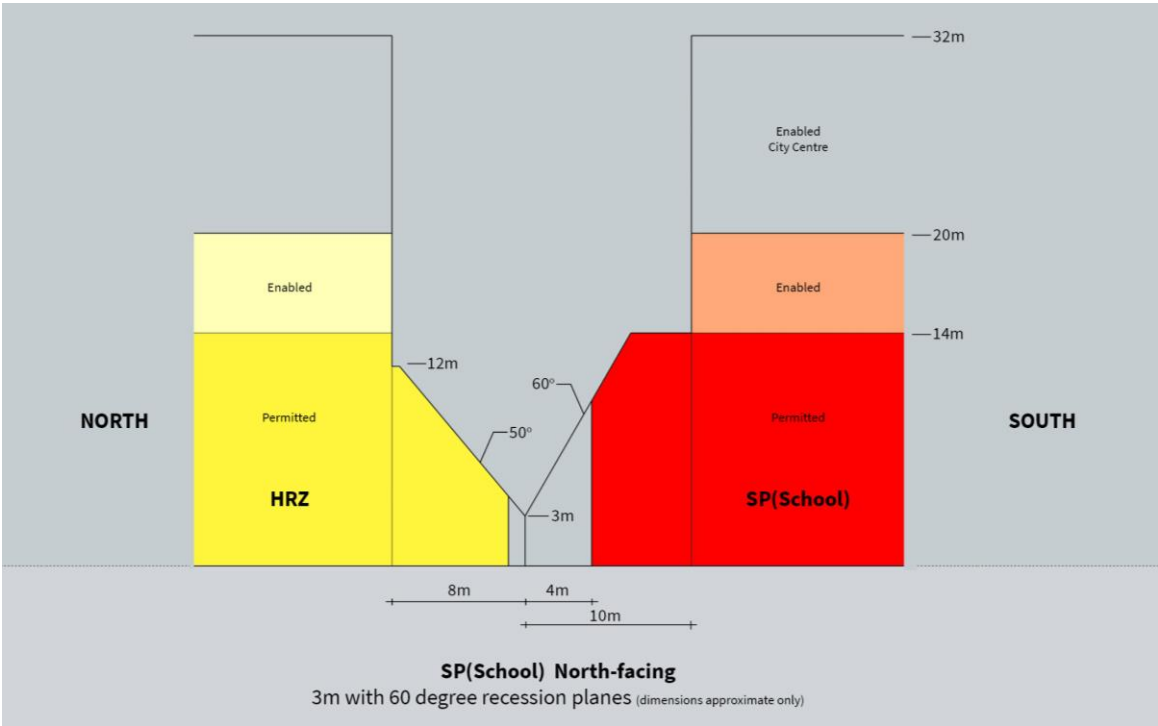 32m
Enabled
City Centre
20m
Enabled
Enabled
14m
12m
60°
NORTH
Permitted
50°
Permitted
SOUTH
HRZ
SP(School)
3m
8m
4m
10m
SP(School) North-facing
3m with 60 degree recession planes (dimensions approximate only)